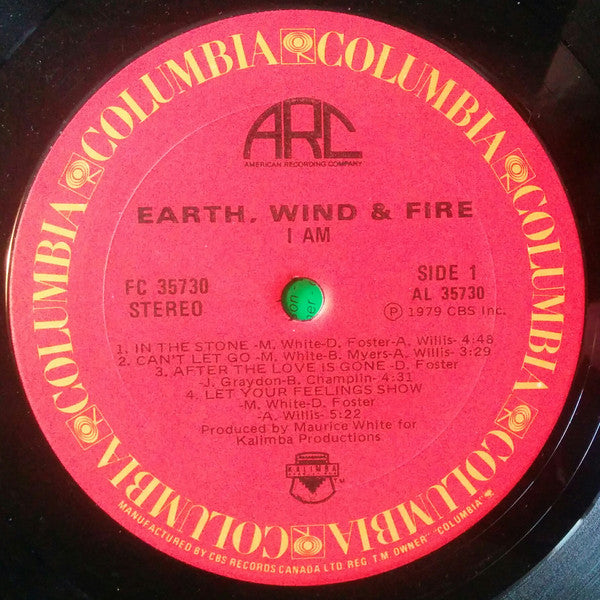 COLUMBIA COLUMBIA COLUMBIA COLUMBIA COLUMBIA COLUMBIA
ARC
AMERICAN RECORDING COMPANY
EARTH, WIND & FIRE
I AM
FC 35730
STEREO
SIDE 1
AL 35730
℗ 1979 CBS Inc.
1. IN THE STONE -M. White-D. Foster-A. Willis- 4:48
2. CAN'T LET GO -M. White-B. Myers-A. Willis- 3:29
3. AFTER THE LOVE IS GONE -D. Foster
-J. Graydon-B. Champlin- 4:31
4. LET YOUR FEELINGS SHOW
-M. White-D. Foster
-A. Willis- 5:22
Produced by Maurice White for
Kalimba Productions
KALIMBA
TM
MANUFACTURED BY CBS RECORDS CANADA LTD. REG. T.M. OWNER "COLUMBIA"